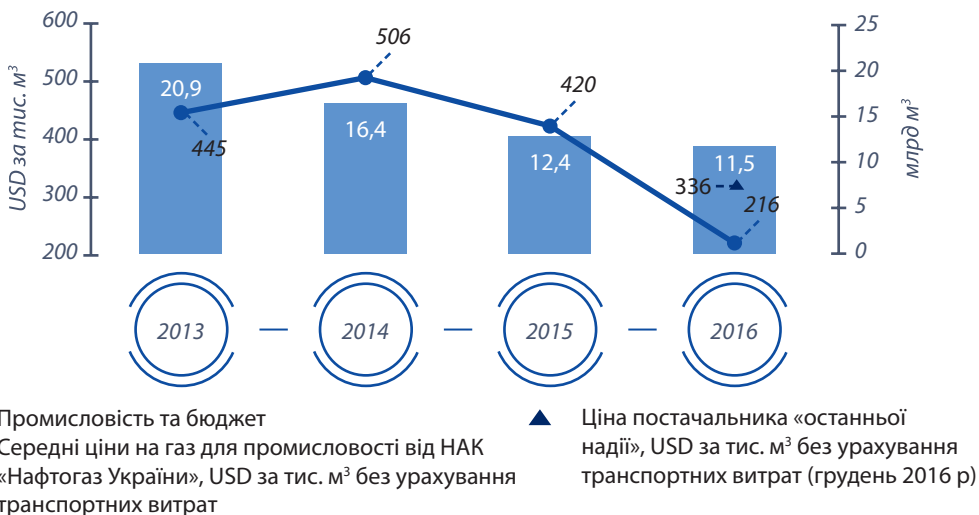 600
500
400
300
200
USD за тис. м³
20,9
16,4
12,4
11,5
445
506
420
336
216
25
20
15
10
5
0
млрд м³
2013
2014
2015
2016
Промисловість та бюджет
Середні ціни на газ для промисловості від НАК
«Нафтогаз України», USD за тис. м³ без урахування
транспортних витрат
Ціна постачальника «останньої
надії», USD за тис. м³ без урахування
транспортних витрат (грудень 2016 р)